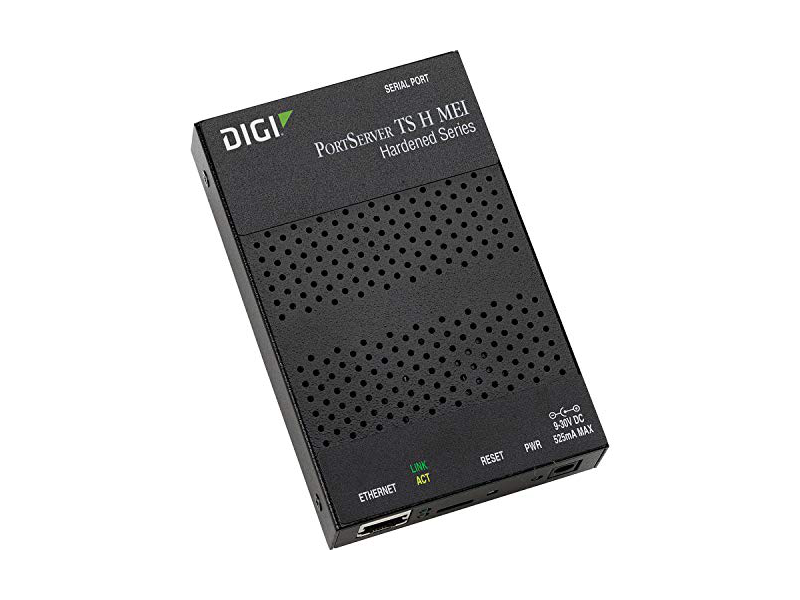 SERIAL PORT
DIGI
PORTSERVER TS H MEI
Hardened Series
9-30V DC
525mA MAX
PWR
RESET
LINK
ACT
ETHERNET